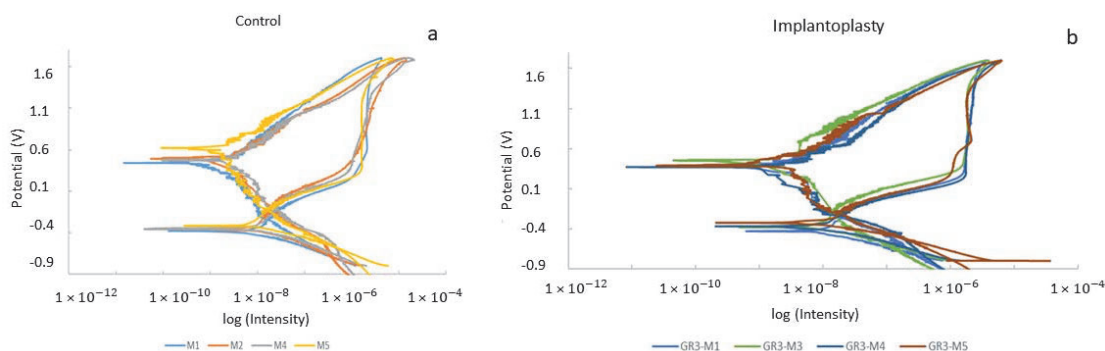 Control
a
Potential (V)
1.6
1.1
0.6
0.1
-0.4
-0.9
1 × 10⁻¹²
1 × 10⁻¹⁰
1 × 10⁻⁸
1 × 10⁻⁶
1 × 10⁻⁴
log (Intensity)
M1 M2 M4 M5
Implantoplasty
b
Potential (V)
1.6
1.1
0.6
0.1
-0.4
-0.9
1 × 10⁻¹²
1 × 10⁻¹⁰
1 × 10⁻⁸
1 × 10⁻⁶
1 × 10⁻⁴
log (Intensity)
GR3-M1 GR3-M3 GR3-M4 GR3-M5